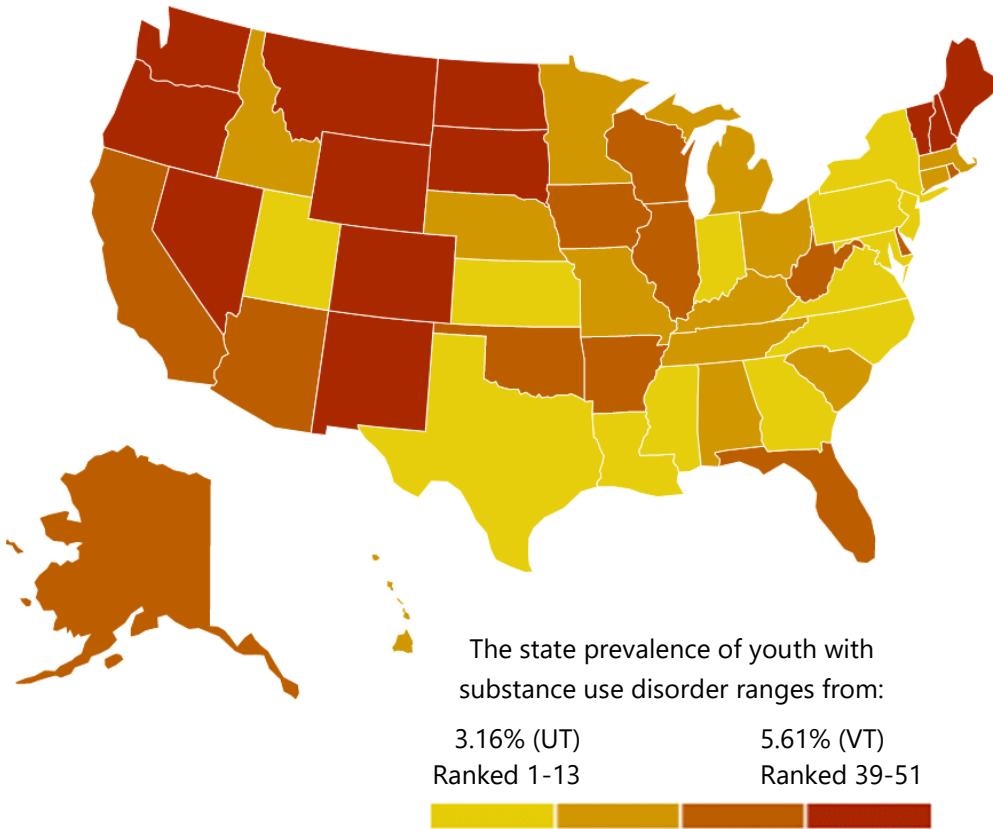 The state prevalence of youth with
substance use disorder ranges from:
3.16% (UT) 5.61% (VT)
Ranked 1-13 Ranked 39-51